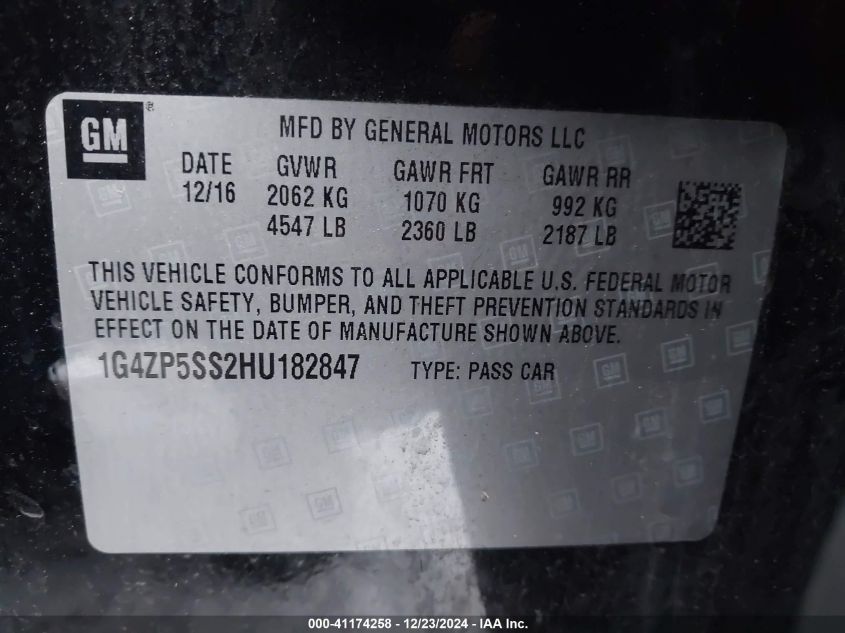 GM ®
MFD BY GENERAL MOTORS LLC
DATE GVWR GAWR FRT GAWR RR
12/16 2062 KG 1070 KG 992 KG
4547 LB 2360 LB 2187 LB
THIS VEHICLE CONFORMS TO ALL APPLICABLE U.S. FEDERAL MOTOR
VEHICLE SAFETY, BUMPER, AND THEFT PREVENTION STANDARDS IN
EFFECT ON THE DATE OF MANUFACTURE SHOWN ABOVE.
1G4ZP5SS2HU182847 TYPE: PASS CAR
000-41174258 - 12/23/2024 - IAA Inc.